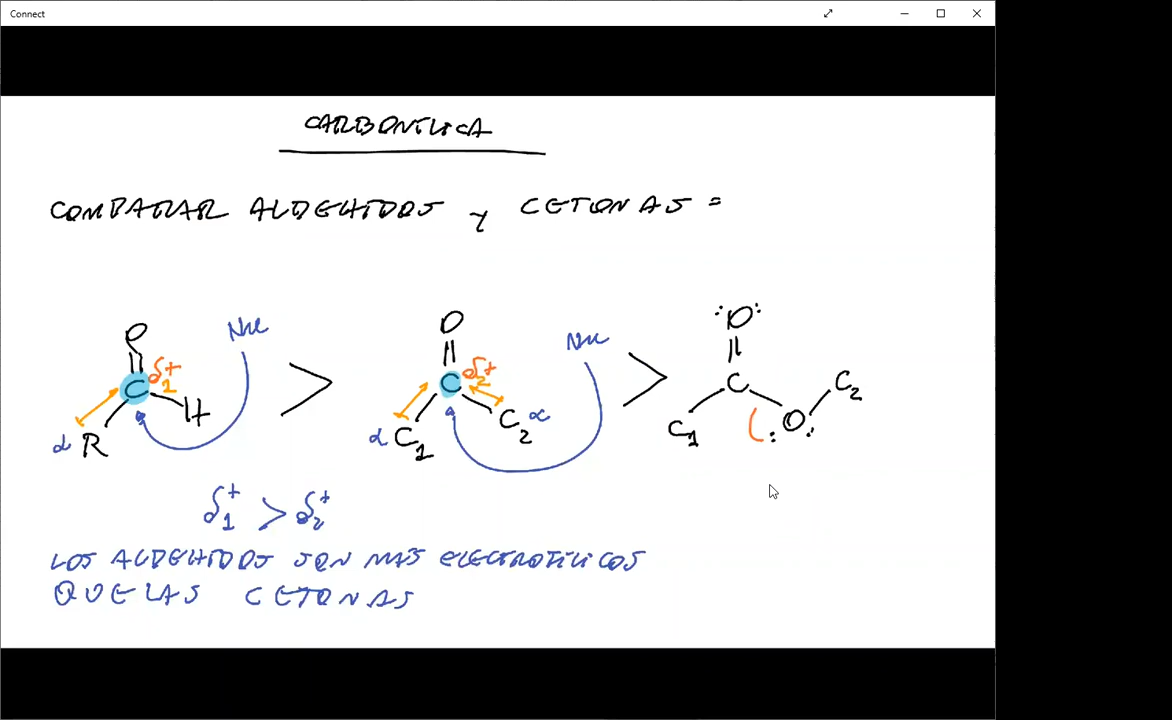 Connect
CARBONILICA
COMPARAR ALDEHIDOS y CETONAS =
O O :O:
Nu Nu
C δ1+ > C δ2+ > C C2
H
α R α C1 C2 α C1 :O:
δ1+ > δ2+
LOS ALDEHIDOS SON MAS ELECTROFILICOS
QUE LAS CETONAS